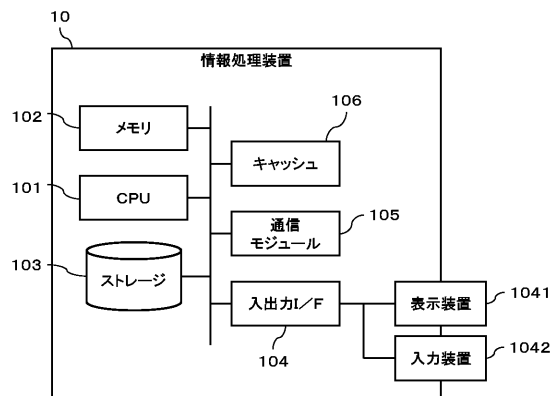 10
情報処理装置
102
メモリ
106
キャッシュ
101
CPU
通信
モジュール
105
103
ストレージ
入出力I/F
104
表示装置
1041
入力装置
1042